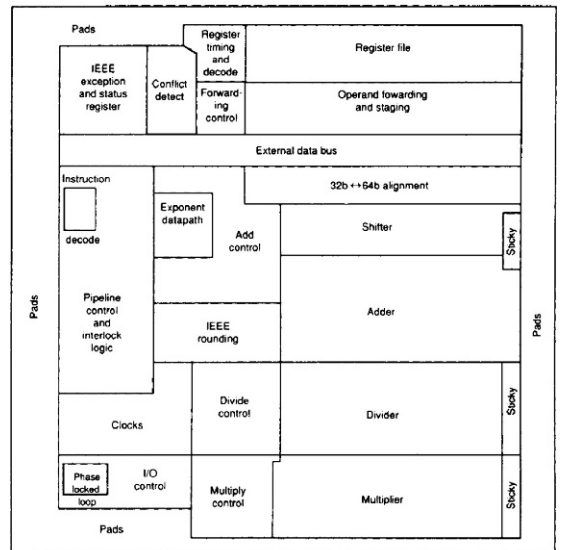 Pads
Register
timing
and
decode
Register file
IEEE
exception
and status
register
Conflict
detect
Forward-
ing
control
Operand fowarding
and staging
External data bus
Instruction
decode
32b ↔64b alignment
Exponent
datapath
Add
control
Shifter
Sticky
Pipeline
control
and
interlock
logic
Pads
Adder
Pads
IEEE
rounding
Divide
control
Divider
Sticky
Clocks
Phase
locked
loop
I/O
control
Multiply
control
Multiplier
Sticky
Pads